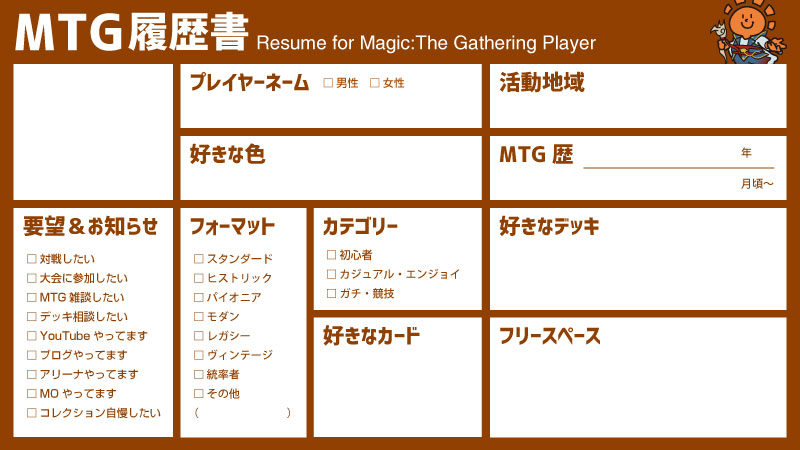 MTG履歴書 Resume for Magic:The Gathering Player
プレイヤーネーム □ 男性 □ 女性
活動地域
好きな色
MTG 歴 年
月頃～
要望＆お知らせ
□ 対戦したい
□ 大会に参加したい
□ MTG 雑談したい
□ デッキ相談したい
□ YouTube やってます
□ ブログやってます
□ アリーナやってます
□ MO やってます
□ コレクション自慢したい
フォーマット
□ スタンダード
□ ヒストリック
□ パイオニア
□ モダン
□ レガシー
□ ヴィンテージ
□ 統率者
□ その他
（ ）
カテゴリー
□ 初心者
□ カジュアル・エンジョイ
□ ガチ・競技
好きなデッキ
好きなカード
フリースペース